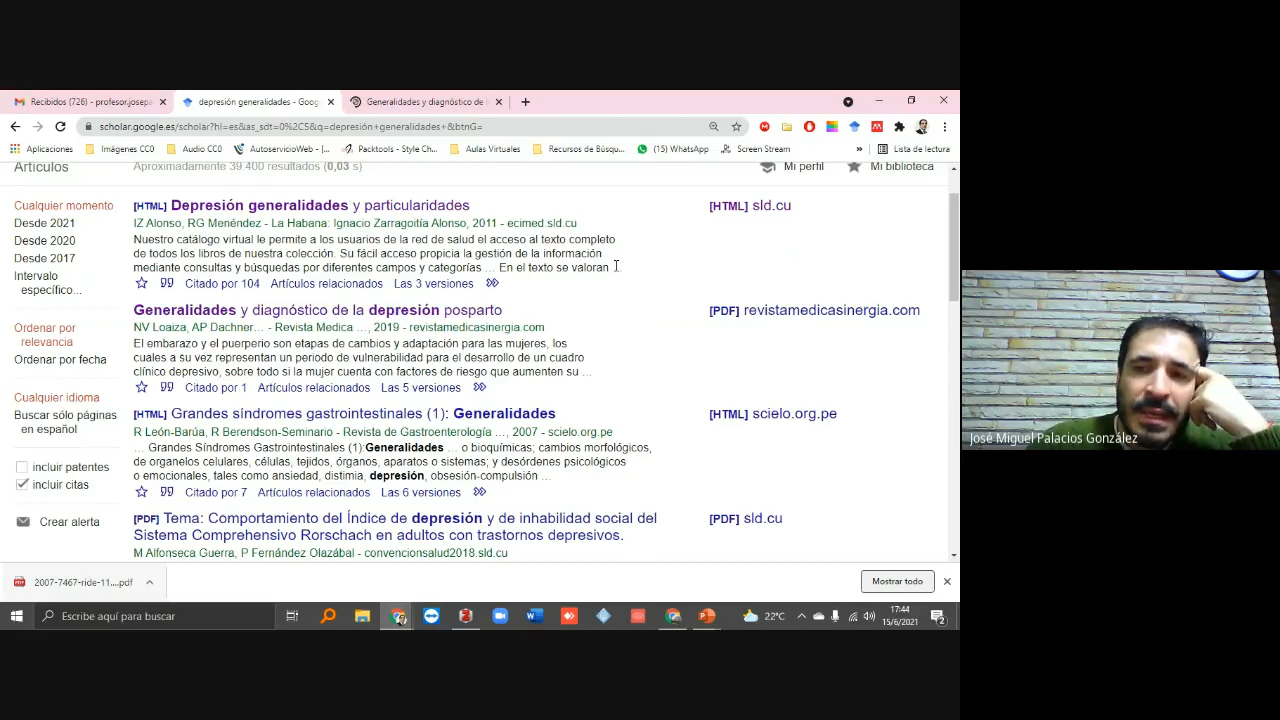 Recibidos (726) - profesor.josepa
depresión generalidades - Goog
Generalidades y diagnóstico de l
scholar.google.es/scholar?hl=es&as_sdt=0%2C5&q=depresión+generalidades+&btnG=
Aplicaciones
Imágenes CC0
Audio CC0
AutoservicioWeb - (...
Packtools - Style Ch...
Aulas Virtuales
Recursos de Búsqu...
(15) WhatsApp
Screen Stream
»
Lista de lectura
Artículos
Aproximadamente 39.400 resultados (0,03 s)
Mi perfil
Mi biblioteca
Cualquier momento
Desde 2021
Desde 2020
Desde 2017
Intervalo
específico...
Ordenar por
relevancia
Ordenar por fecha
Cualquier idioma
Buscar sólo páginas
en español
incluir patentes
incluir citas
Crear alerta
[HTML] Depresión generalidades y particularidades
IZ Alonso, RG Menéndez - La Habana: Ignacio Zarragoitía Alonso, 2011 - ecimed.sld.cu
Nuestro catálogo virtual le permite a los usuarios de la red de salud el acceso al texto completo
de todos los libros de nuestra colección. Su fácil acceso propicia la gestión de la información
mediante consultas y búsquedas por diferentes campos y categorías ... En el texto se valoran ...
Citado por 104 Artículos relacionados Las 3 versiones
[HTML] sld.cu
Generalidades y diagnóstico de la depresión posparto
NV Loaiza, AP Dachner... - Revista Medica ..., 2019 - revistamedicasinergia.com
El embarazo y el puerperio son etapas de cambios y adaptación para las mujeres, los
cuales a su vez representan un periodo de vulnerabilidad para el desarrollo de un cuadro
clínico depresivo, sobre todo si la mujer cuenta con factores de riesgo que aumenten su ...
Citado por 1 Artículos relacionados Las 5 versiones
[PDF] revistamedicasinergia.com
[HTML] Grandes síndromes gastrointestinales (1): Generalidades
R León-Barúa, R Berendson-Seminario - Revista de Gastroenterología ..., 2007 - scielo.org.pe
... Grandes Síndromes Gastrointestinales (1):Generalidades ... o bioquímicas; cambios morfológicos,
de organelos celulares, células, tejidos, órganos, aparatos o sistemas; y desórdenes psicológicos
o emocionales, tales como ansiedad, distimia, depresión, obsesión-compulsión ...
Citado por 7 Artículos relacionados Las 6 versiones
[HTML] scielo.org.pe
[PDF] Tema: Comportamiento del Índice de depresión y de inhabilidad social del
Sistema Comprehensivo Rorschach en adultos con trastornos depresivos.
M Alfonseca Guerra, P Fernández Olazábal - convencionsalud2018.sld.cu
[PDF] sld.cu
José Miguel Palacios González
2007-7467-ride-11....pdf
Mostrar todo
Escribe aquí para buscar
22°C
17:44
15/6/2021
2